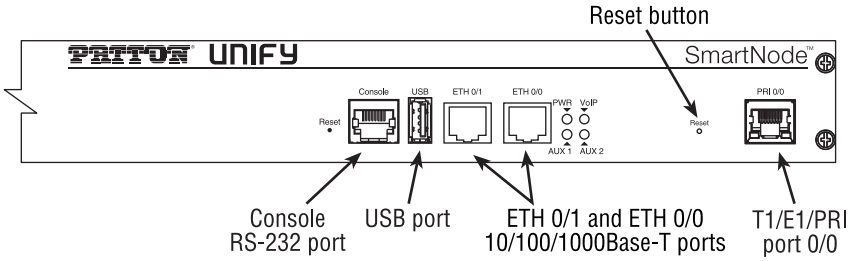 Reset button
PATTON® UNIFY
SmartNode™
Console
USB
ETH 0/1
ETH 0/0
PWR VoIP
AUX 1 AUX 2
Reset
Reset
PRI 0/0
Console
RS-232 port
USB port
ETH 0/1 and ETH 0/0
10/100/1000Base-T ports
T1/E1/PRI
port 0/0